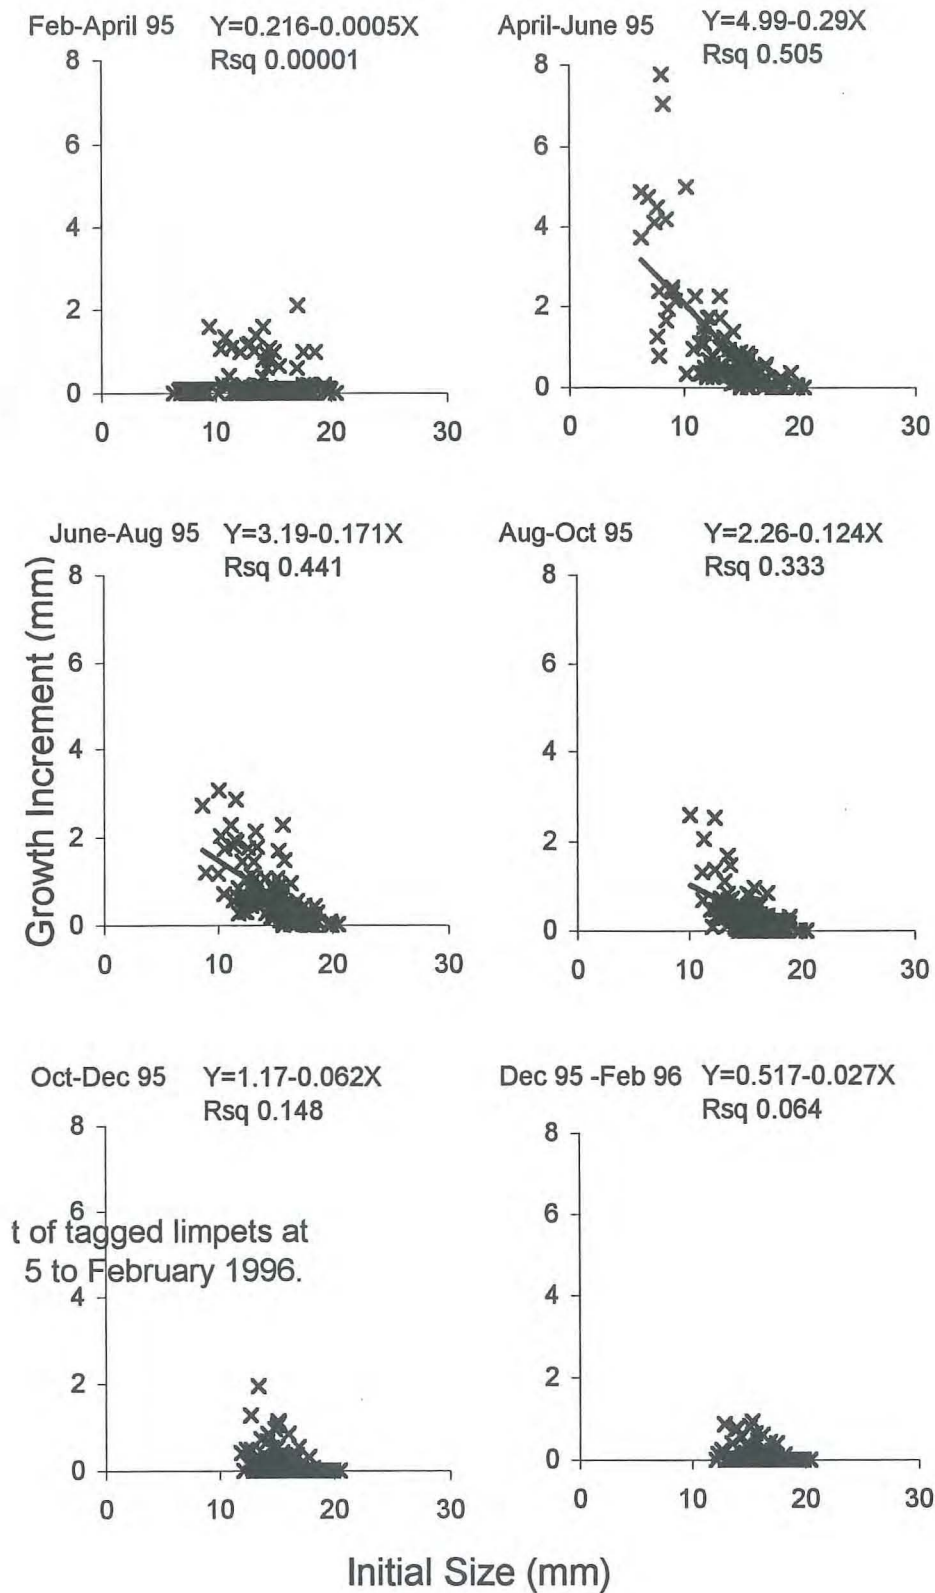 Feb-April 95 Y=0.216-0.0005X
Rsq 0.00001
8
6
4
2
0
0 10 20 30
April-June 95 Y=4.99-0.29X
Rsq 0.505
8
6
4
2
0
0 10 20 30
June-Aug 95 Y=3.19-0.171X
Rsq 0.441
8
6
4
2
0
0 10 20 30
Aug-Oct 95 Y=2.26-0.124X
Rsq 0.333
8
6
4
2
0
0 10 20 30
Growth Increment (mm)
Oct-Dec 95 Y=1.17-0.062X
Rsq 0.148
8
6
t of tagged limpets at
5 to February 1996.
4
2
0
0 10 20 30
Dec 95 -Feb 96 Y=0.517-0.027X
Rsq 0.064
8
6
4
2
0
0 10 20 30
Initial Size (mm)